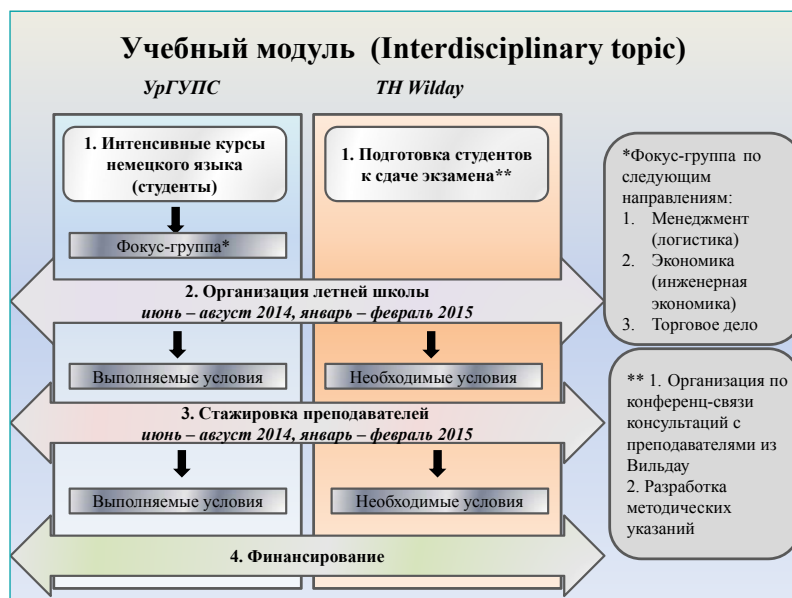 Учебный модуль (Interdisciplinary topic)
УрГУПС
TH Wilday
1. Интенсивные курсы
немецкого языка
(студенты)
Фокус-группа*
1. Подготовка студентов
к сдаче экзамена**
2. Организация летней школы
июнь – август 2014, январь – февраль 2015
Выполняемые условия
Необходимые условия
3. Стажировка преподавателей
июнь – август 2014, январь – февраль 2015
Выполняемые условия
Необходимые условия
4. Финансирование
*Фокус-группа по
следующим
направлениям:
1. Менеджмент
(логистика)
2. Экономика
(инженерная
экономика)
3. Торговое дело
** 1. Организация по
конференц-связи
консультаций с
преподавателями из
Вильдау
2. Разработка
методических
указаний